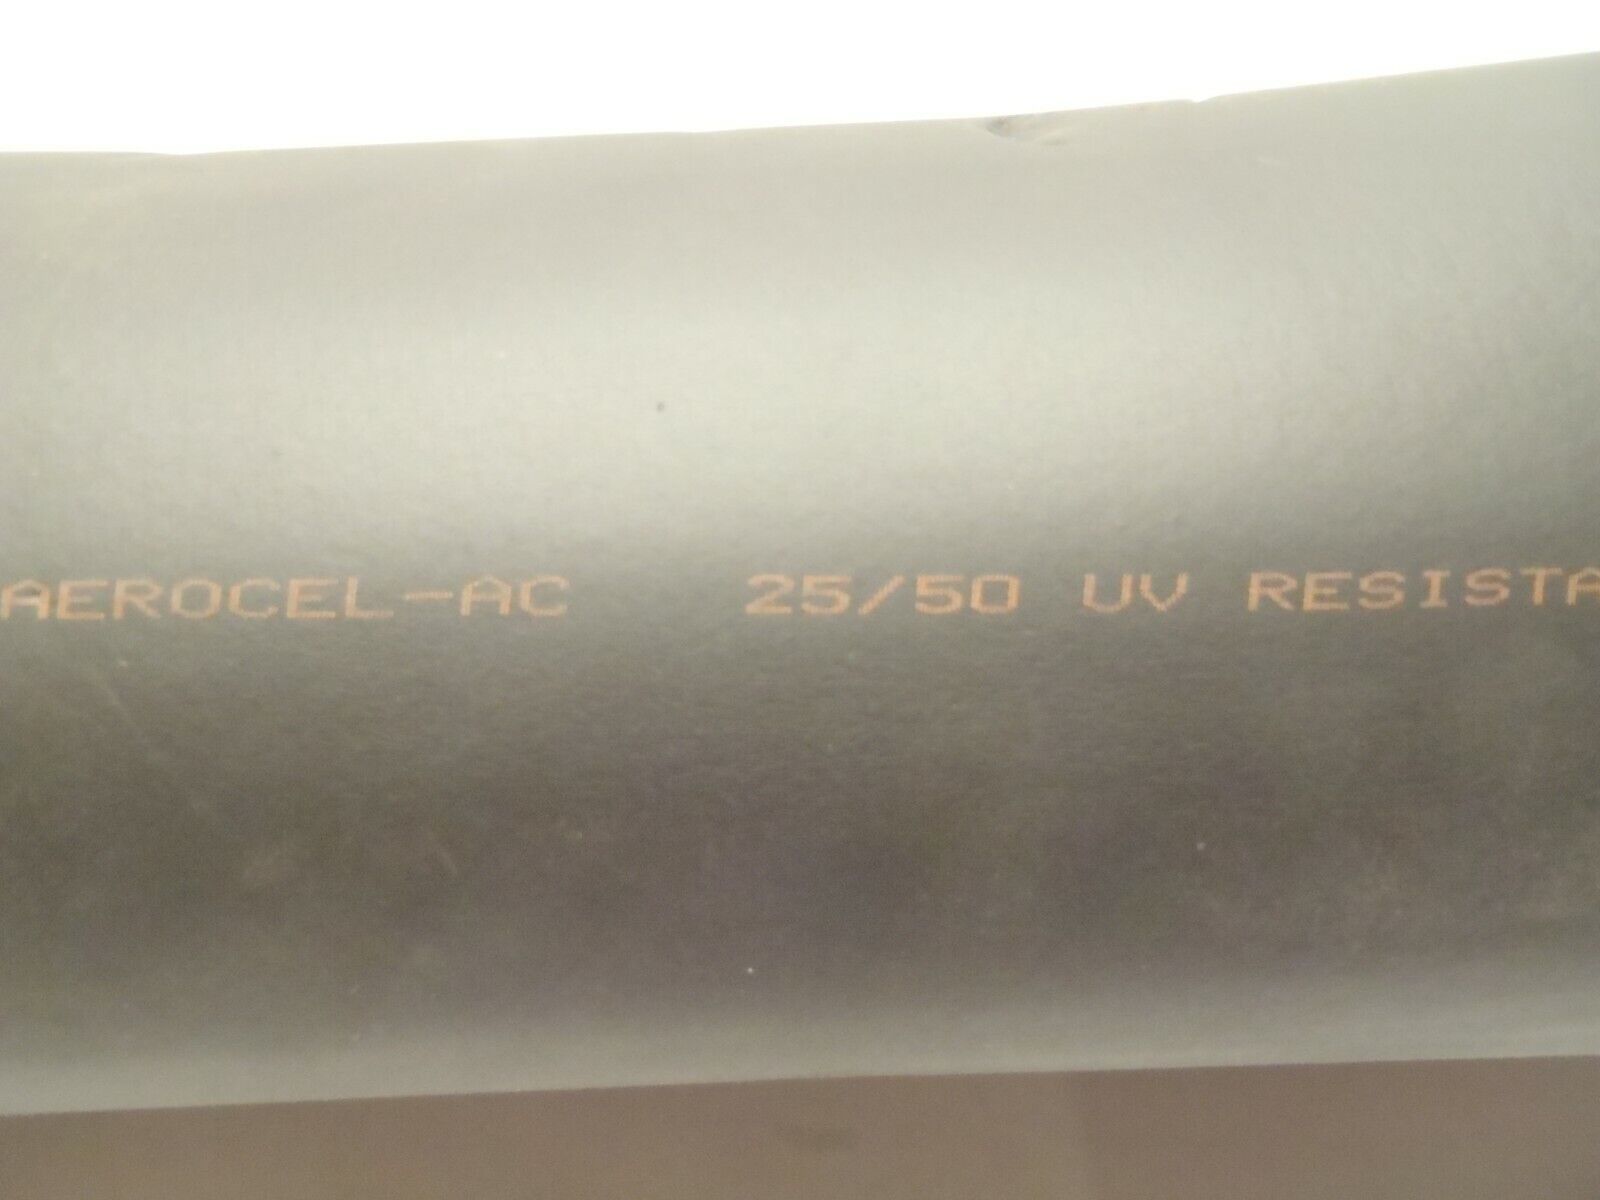 AEROCEL-AC 25/50 UV RESISTA